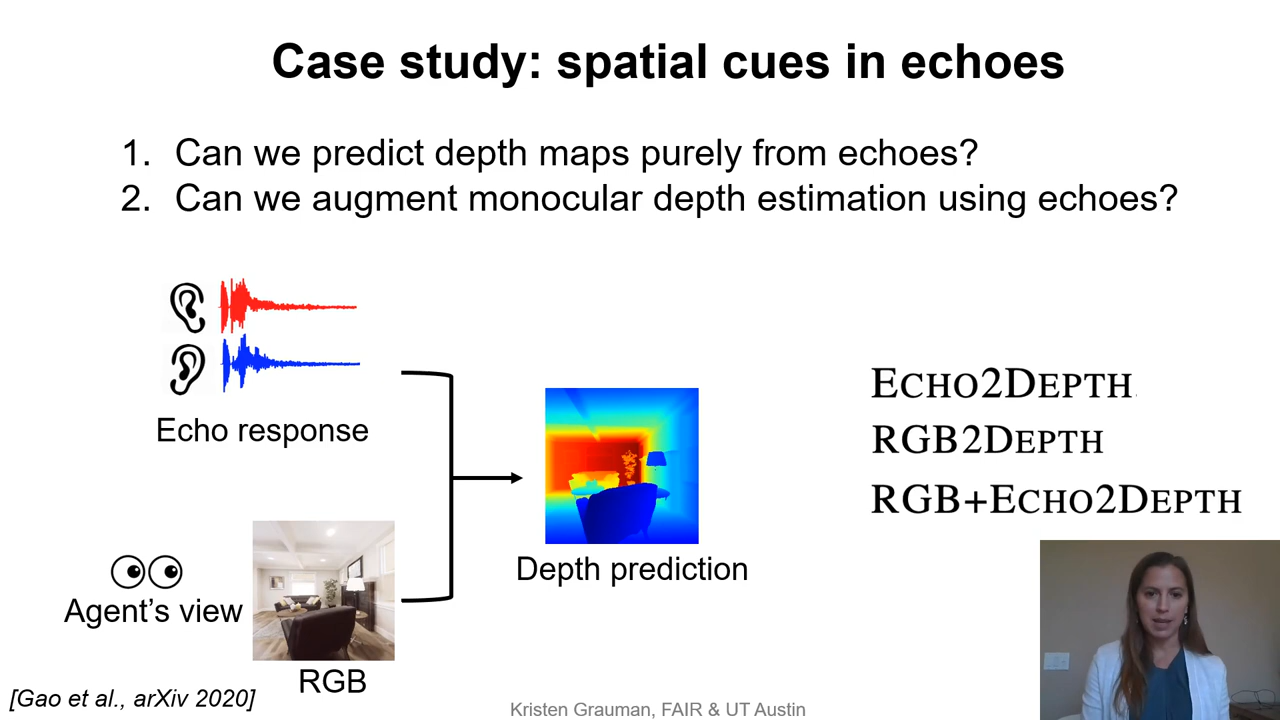 Case study: spatial cues in echoes
1. Can we predict depth maps purely from echoes?
2. Can we augment monocular depth estimation using echoes?
Echo response
Agent's view
RGB
Depth prediction
ECHO2DEPTH
RGB2DEPTH
RGB+ECHO2DEPTH
[Gao et al., arXiv 2020]
Kristen Grauman, FAIR & UT Austin